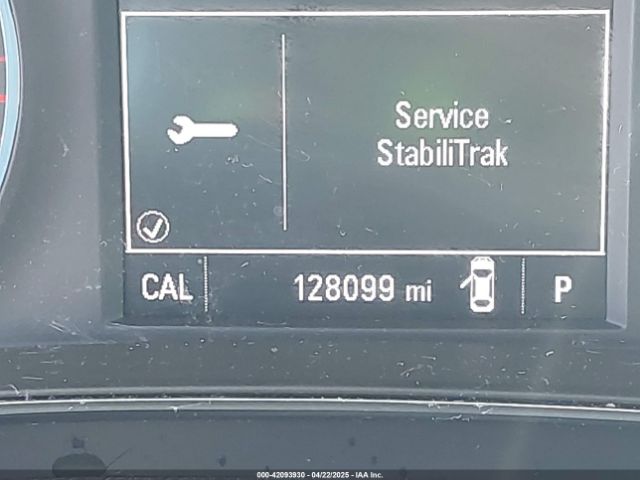 Service
StabiliTrak
CAL 128099 mi P
000-42093930 - 04/22/2025 - IAA Inc.